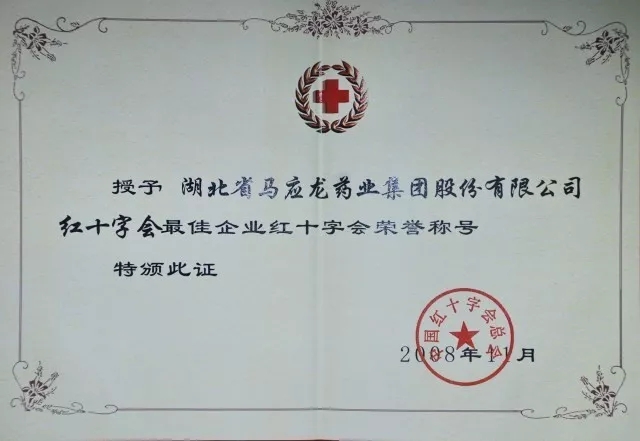 授予 湖北省马应龙药业集团股份有限公司
红十字会最佳企业红十字会荣誉称号
特颁此证
中国红十字会总会
2008年11月